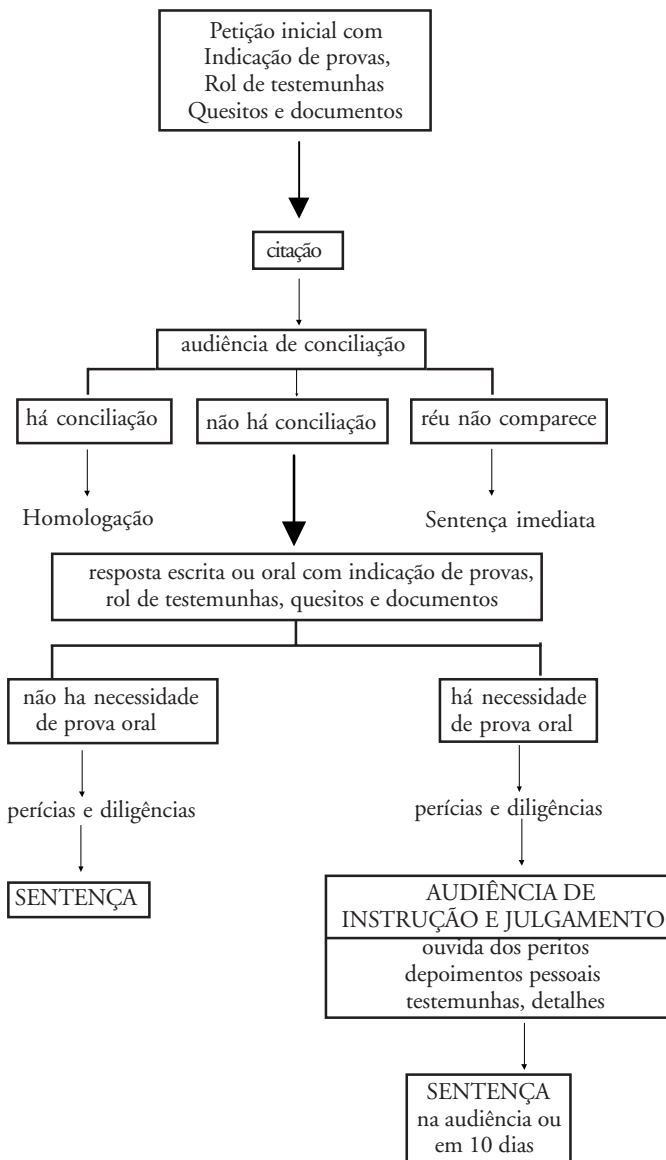 Petição inicial com
Indicação de provas,
Rol de testemunhas
Quesitos e documentos
citação
audiência de conciliação
há conciliação
não há conciliação
réu não comparece
Homologação
Sentença imediata
resposta escrita ou oral com indicação de provas,
rol de testemunhas, quesitos e documentos
não ha necessidade
de prova oral
há necessidade
de prova oral
perícias e diligências
perícias e diligências
SENTENÇA
AUDIÊNCIA DE
INSTRUÇÃO E JULGAMENTO
ouvida dos peritos
depoimentos pessoais
testemunhas, detalhes
SENTENÇA
na audiência ou
em 10 dias